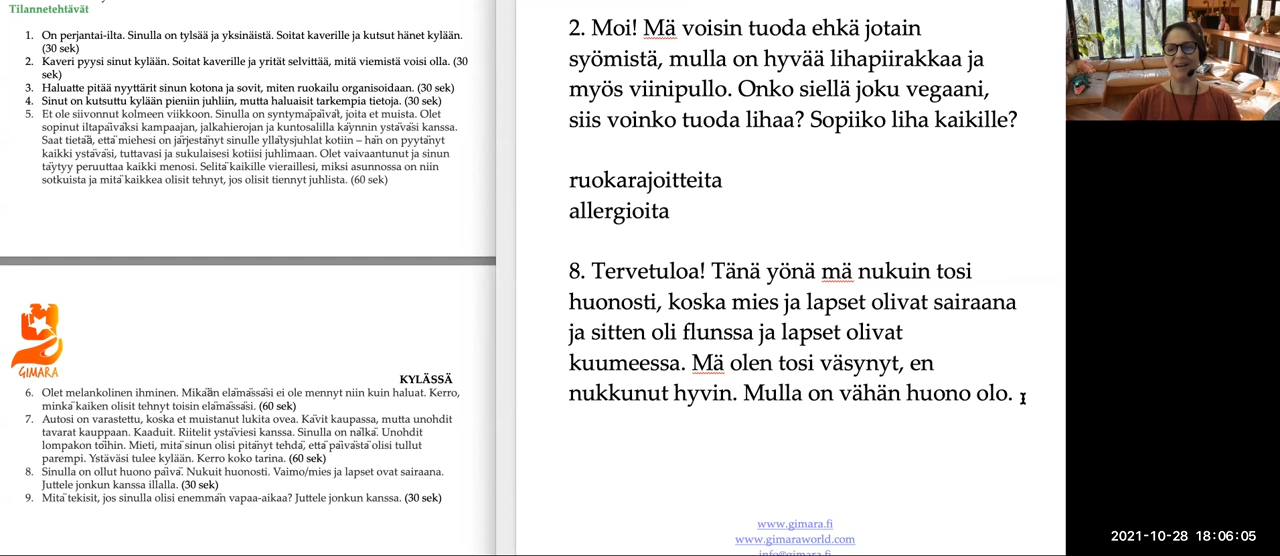 Tilannetehtävät
1. On perjantai-ilta. Sinulla on tylsää ja yksinäistä. Soitat kaverille ja kutsut hänet kylään.
(30 sek)
2. Kaveri pyysi sinut kylään. Soitat kaverille ja yrität selvittää, mitä viemistä voisi olla. (30
sek)
3. Haluatte pitää nyyttärit sinun kotona ja sovit, miten ruokailu organisoidaan. (30 sek)
4. Sinut on kutsuttu kylään pieniin juhliin, mutta haluaisit tarkempia tietoja. (30 sek)
5. Et ole siivonnut kolmeen viikkoon. Sinulla on syntymäpäivät, joita et muista. Olet
sopinut iltapäiväksi kampaajan, jalkahierojan ja kuntosalilla käynnin ystäväsi kanssa.
Saat tietää, että miehesi on järjestänyt sinulle yllätysjuhlat kotiin – hän on pyytänyt
kaikki ystäväsi, tuttavasi ja sukulaisesi kotiisi juhlimaan. Olet vaivaantunut ja sinun
täytyy peruuttaa kaikki menosi. Selitä kaikille vieraillesi, miksi asunnossa on niin
sotkuista ja mitä kaikkea olisit tehnyt, jos olisit tiennyt juhlista. (60 sek)
GIMARA
KYLÄSSÄ
6. Olet melankolinen ihminen. Mikään elämässäsi ei ole mennyt niin kuin haluat. Kerro,
minkä kaiken olisit tehnyt toisin elämässäsi. (60 sek)
7. Autosi on varastettu, koska et muistanut lukita ovea. Kävit kaupassa, mutta unohdit
tavarat kauppaan. Kaaduit. Riitelit ystäviesi kanssa. Sinulla on nälkä. Unohdit
lompakon töihin. Mieti, mitä sinun olisi pitänyt tehdä, että päivästä olisi tullut
parempi. Ystäväsi tulee kylään. Kerro koko tarina. (60 sek)
8. Sinulla on ollut huono päivä. Nukuit huonosti. Vaimo/mies ja lapset ovat sairaana.
Juttele jonkun kanssa illalla. (30 sek)
9. Mitä tekisit, jos sinulla olisi enemmän vapaa-aikaa? Juttele jonkun kanssa. (30 sek)
2. Moi! Mä voisin tuoda ehkä jotain
syömistä, mulla on hyvää lihapiirakkaa ja
myös viinipullo. Onko siellä joku vegaani,
siis voinko tuoda lihaa? Sopiiko liha kaikille?
ruokarajoitteita
allergioita
8. Tervetuloa! Tänä yönä mä nukuin tosi
huonosti, koska mies ja lapset olivat sairaana
ja sitten oli flunssa ja lapset olivat
kuumeessa. Mä olen tosi väsynyt, en
nukkunut hyvin. Mulla on vähän huono olo.
www.gimara.fi
www.gimaraworld.com
info@gimara.fi
2021-10-28 18:06:05